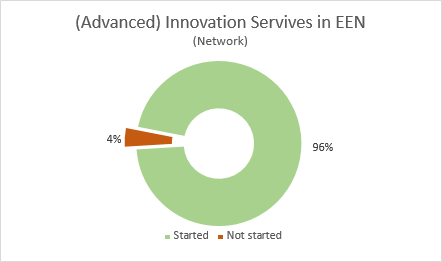 (Advanced) Innovation Servives in EEN
(Network)
4%
96%
Started Not started